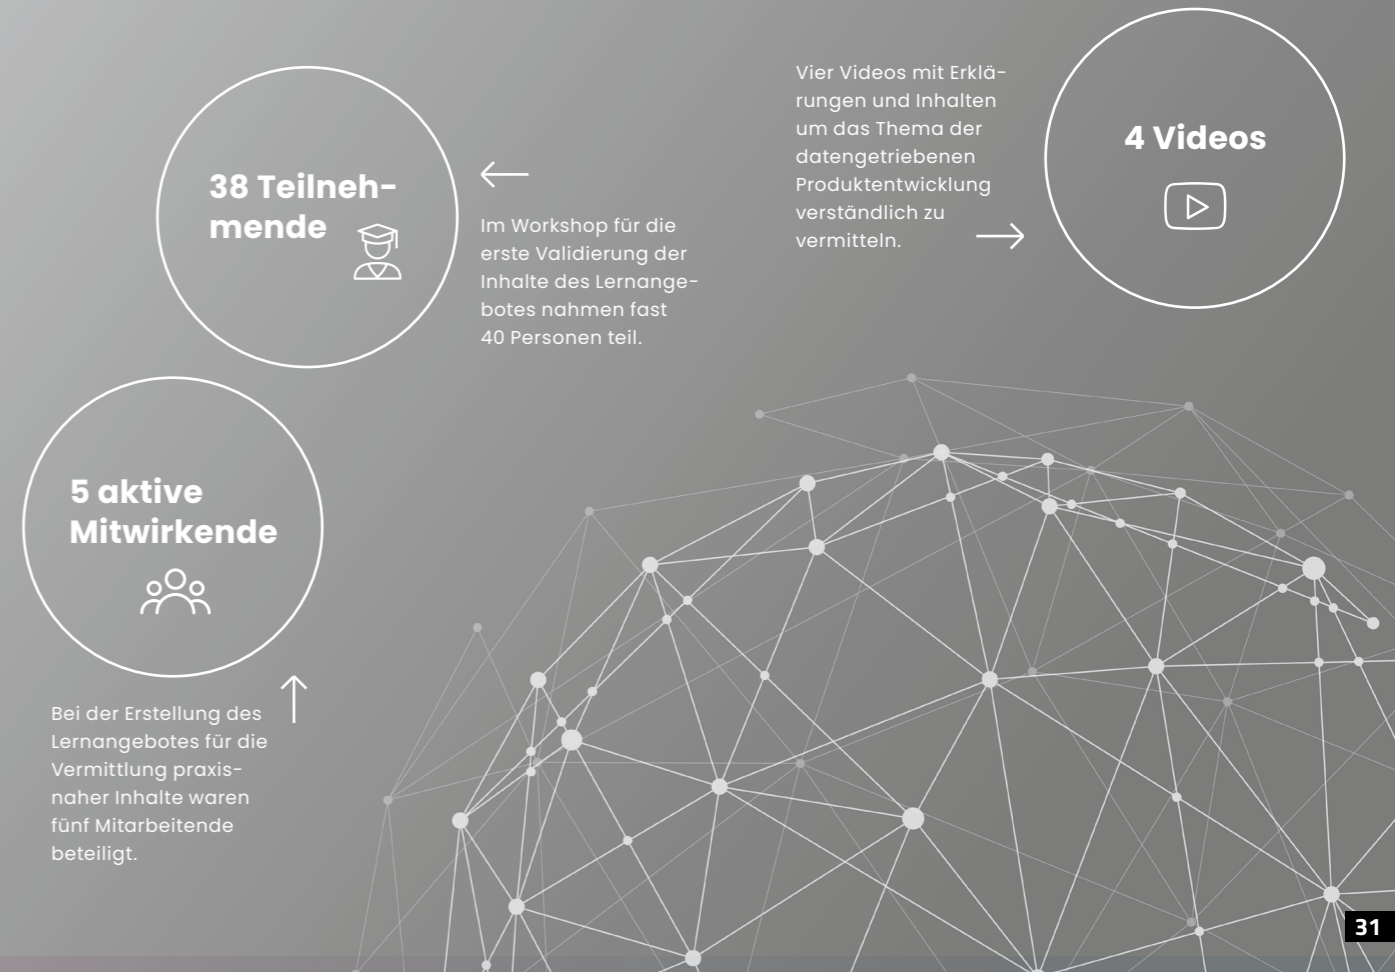 38 Teilneh-
mende
Im Workshop für die
erste Validierung der
Inhalte des Lernange-
botes nahmen fast
40 Personen teil.
Vier Videos mit Erklä-
rungen und Inhalten
um das Thema der
datengetriebenen
Produktentwicklung
verständlich zu
vermitteln.
4 Videos
5 aktive
Mitwirkende
Bei der Erstellung des
Lernangebotes für die
Vermittlung praxis-
naher Inhalte waren
fünf Mitarbeitende
beteiligt.
31